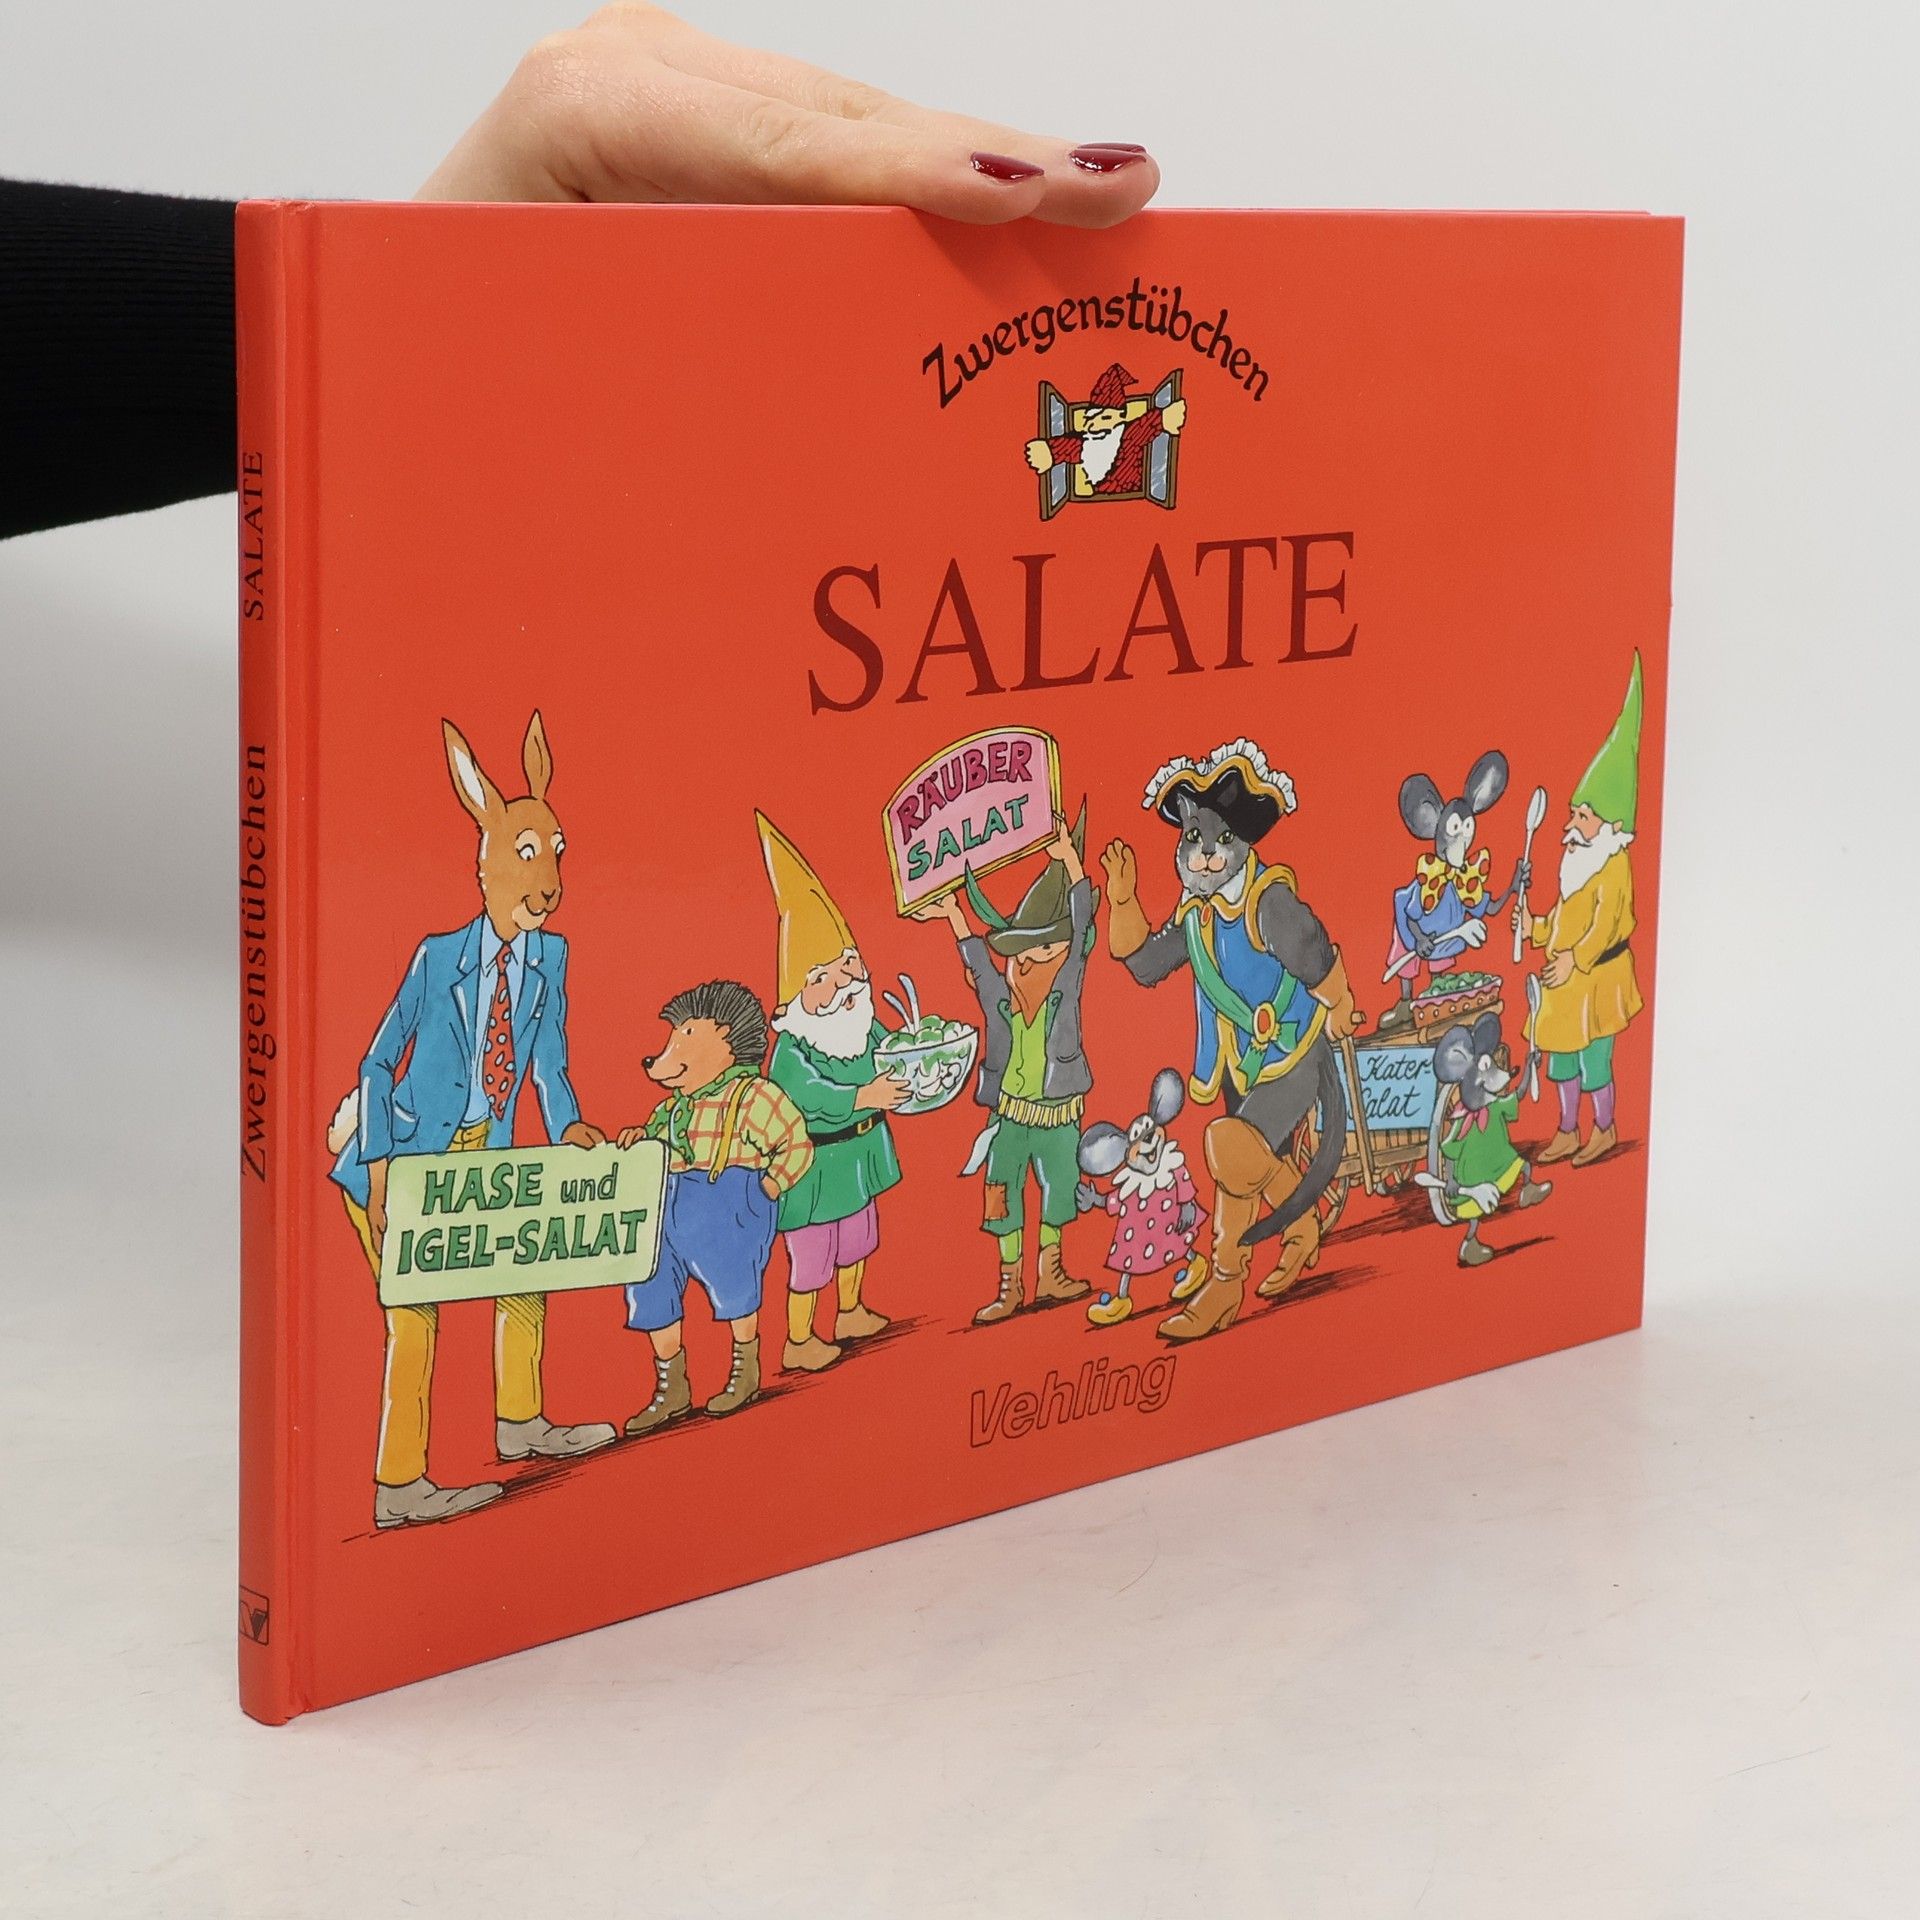 Zwergenstübchen
SALATE
RÄUBER
SALAT
HASE und
IGEL-SALAT
Kater-
Salat
Vehling
Zwergenstübchen SALATE